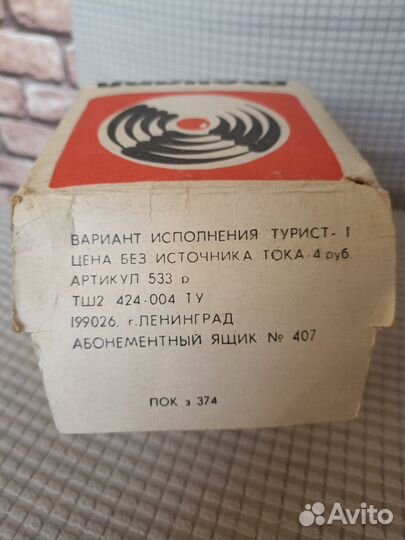 ВАРИАНТ ИСПОЛНЕНИЯ ТУРИСТ-I
ЦЕНА БЕЗ ИСТОЧНИКА ТОКА-4 руб.
АРТИКУЛ 533 р
ТШ2 424-004 ТУ
199026. г.ЛЕНИНГРАД
АБОНЕМЕНТНЫЙ ЯЩИК № 407
ПОК з 374
Avito